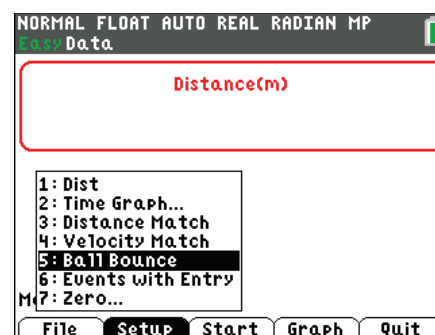 NORMAL FLOAT AUTO REAL RADIAN MP
EasyData
Distance(m)
1: Dist
2: Time Graph...
3: Distance Match
4: Velocity Match
5: Ball Bounce
6: Events with Entry
7: Zero...
File Setup Start Graph Quit